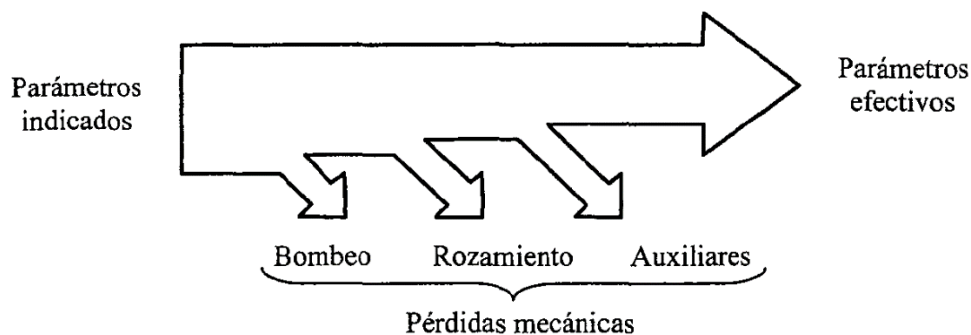 Parámetros
indicados
Parámetros
efectivos
Bombeo
Rozamiento
Auxiliares
Pérdidas mecánicas